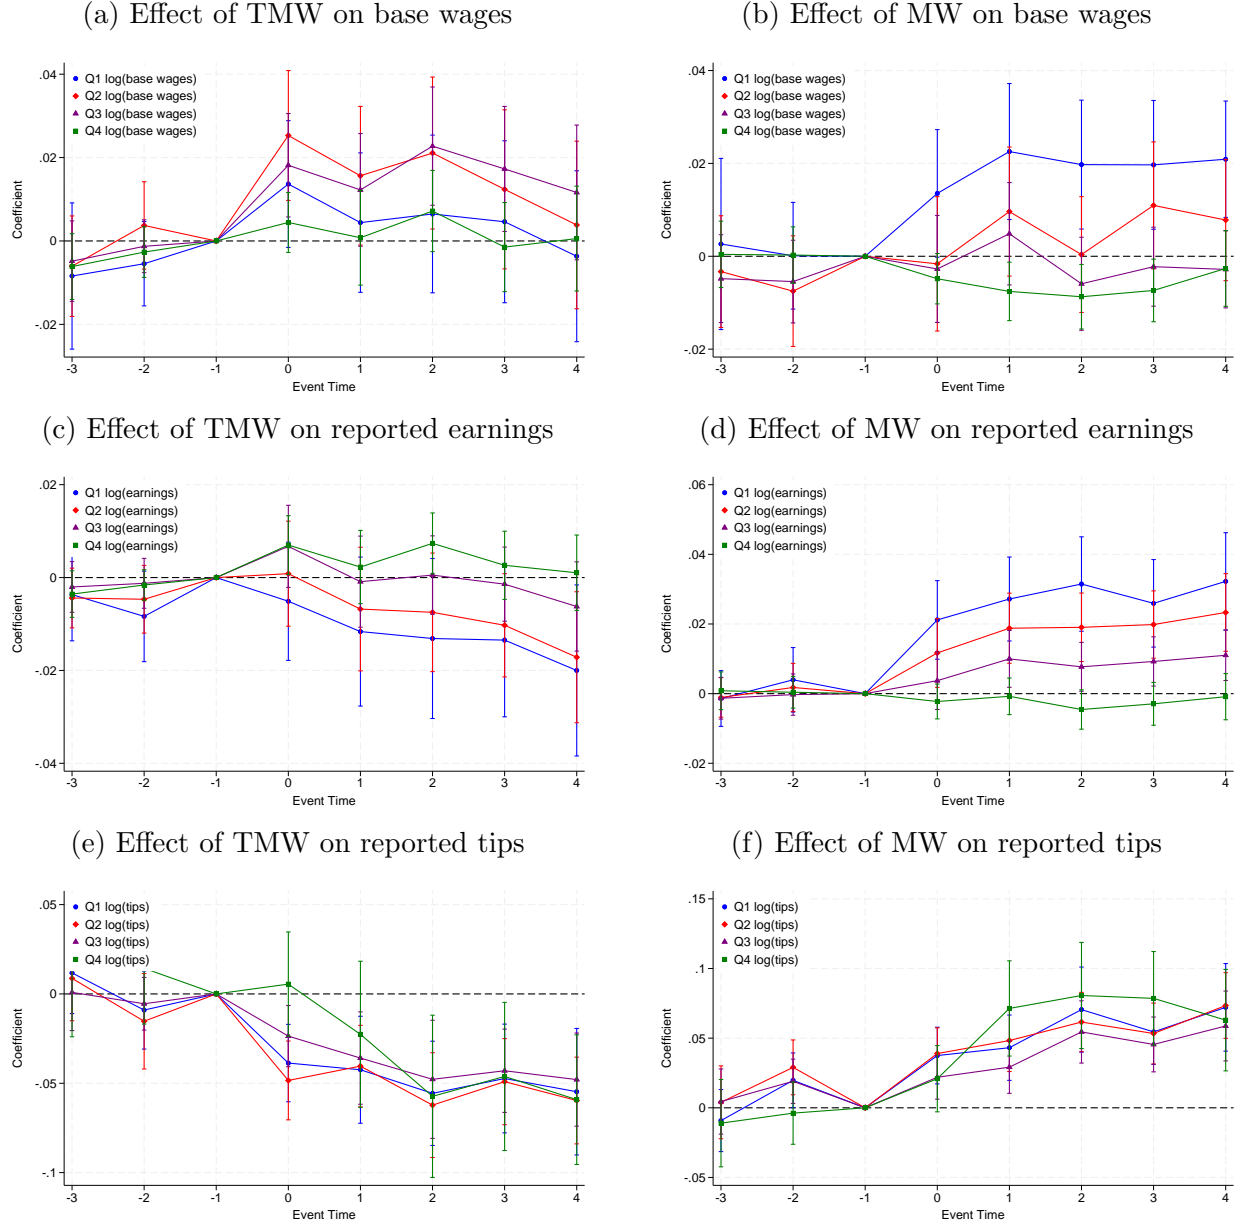 (a) Effect of TMW on base wages
.04
.02
0
-.02
Coefficient
Q1 log(base wages)
Q2 log(base wages)
Q3 log(base wages)
Q4 log(base wages)
-3 -2 -1 0 1 2 3 4
Event Time
(b) Effect of MW on base wages
.04
.02
0
-.02
Coefficient
Q1 log(base wages)
Q2 log(base wages)
Q3 log(base wages)
Q4 log(base wages)
-3 -2 -1 0 1 2 3 4
Event Time
(c) Effect of TMW on reported earnings
.02
0
-.02
-.04
Coefficient
Q1 log(earnings)
Q2 log(earnings)
Q3 log(earnings)
Q4 log(earnings)
-3 -2 -1 0 1 2 3 4
Event Time
(d) Effect of MW on reported earnings
.06
.04
.02
0
-.02
Coefficient
Q1 log(earnings)
Q2 log(earnings)
Q3 log(earnings)
Q4 log(earnings)
-3 -2 -1 0 1 2 3 4
Event Time
(e) Effect of TMW on reported tips
.05
0
-.05
-.1
Coefficient
Q1 log(tips)
Q2 log(tips)
Q3 log(tips)
Q4 log(tips)
-3 -2 -1 0 1 2 3 4
Event Time
(f) Effect of MW on reported tips
.15
.1
.05
0
-.05
Coefficient
Q1 log(tips)
Q2 log(tips)
Q3 log(tips)
Q4 log(tips)
-3 -2 -1 0 1 2 3 4
Event Time